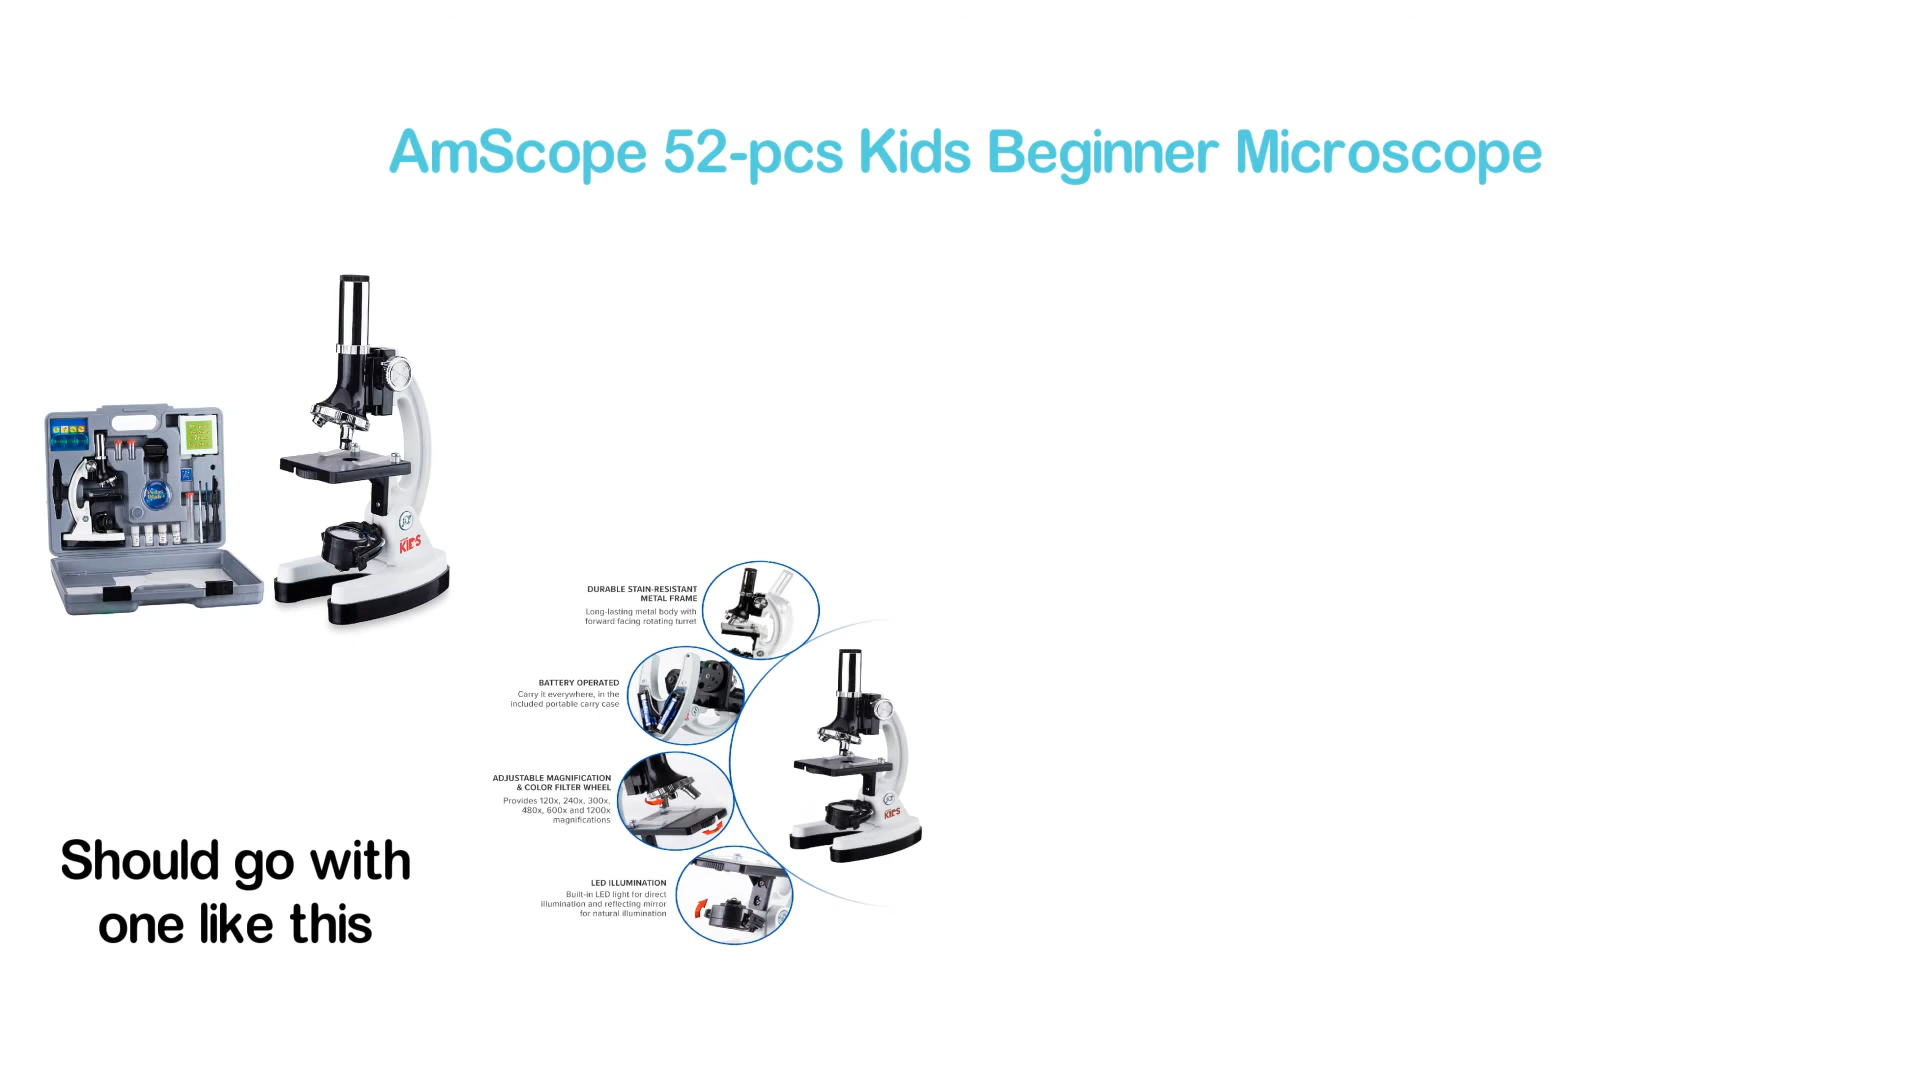 AmScope 52-pcs Kids Beginner Microscope
KIDS
DURABLE STAIN-RESISTANT
METAL FRAME
Long-lasting metal body with
forward facing rotating turret
BATTERY OPERATED
Carry it everywhere, in the
included portable carry case
ADJUSTABLE MAGNIFICATION
& COLOR FILTER WHEEL
Provides 120x, 240x, 300x,
480x, 600x and 1200x
magnifications
KIDS
LED ILLUMINATION
Built-in LED light for direct
illumination and reflecting mirror
for natural illumination
Should go with
one like this